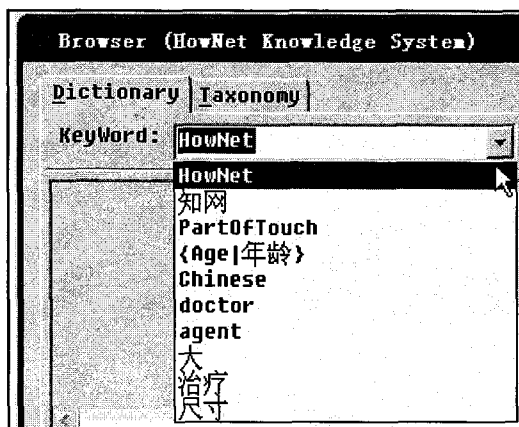 Browser (HowNet Knowledge System)
Dictionary Taxonomy
KeyWord: HowNet
HowNet
知网
PartOfTouch
{Age|年龄}
Chinese
doctor
agent
大
治疗
尺寸